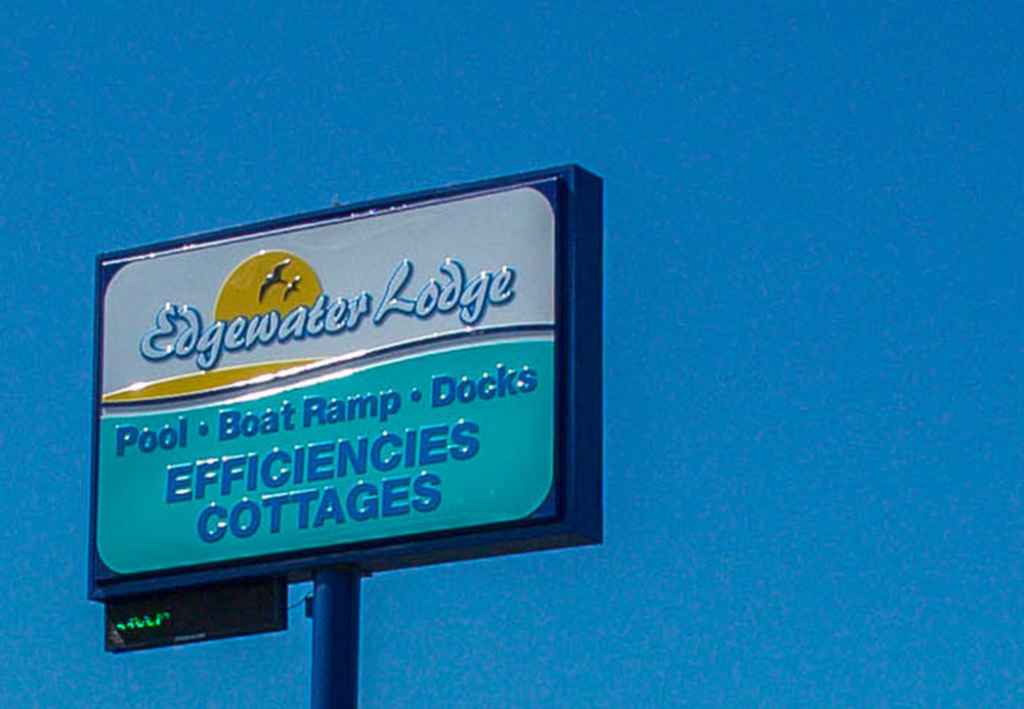 Edgewater Lodge
Pool • Boat Ramp • Docks
EFFICIENCIES
COTTAGES